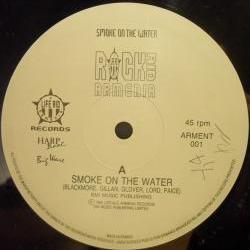 SMOKE ON THE WATER
ROCK AID
ARMENIA
LIFE AID
RECORDS
45 rpm
ARMENT
001
A
SMOKE ON THE WATER
(BLACKMORE, GILLAN, GLOVER, LORD, PAICE)
EMI MUSIC PUBLISHING